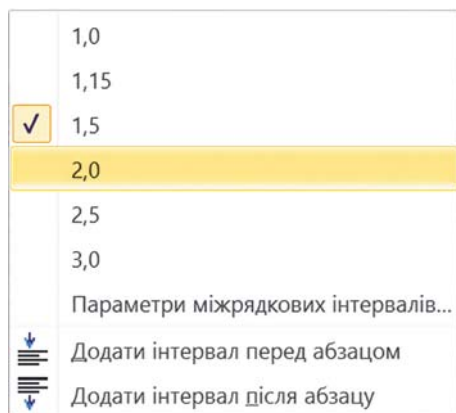 1,0
1,15
1,5
2,0
2,5
3,0
Параметри міжрядкових інтервалів...
Додати інтервал перед абзацом
Додати інтервал після абзацу